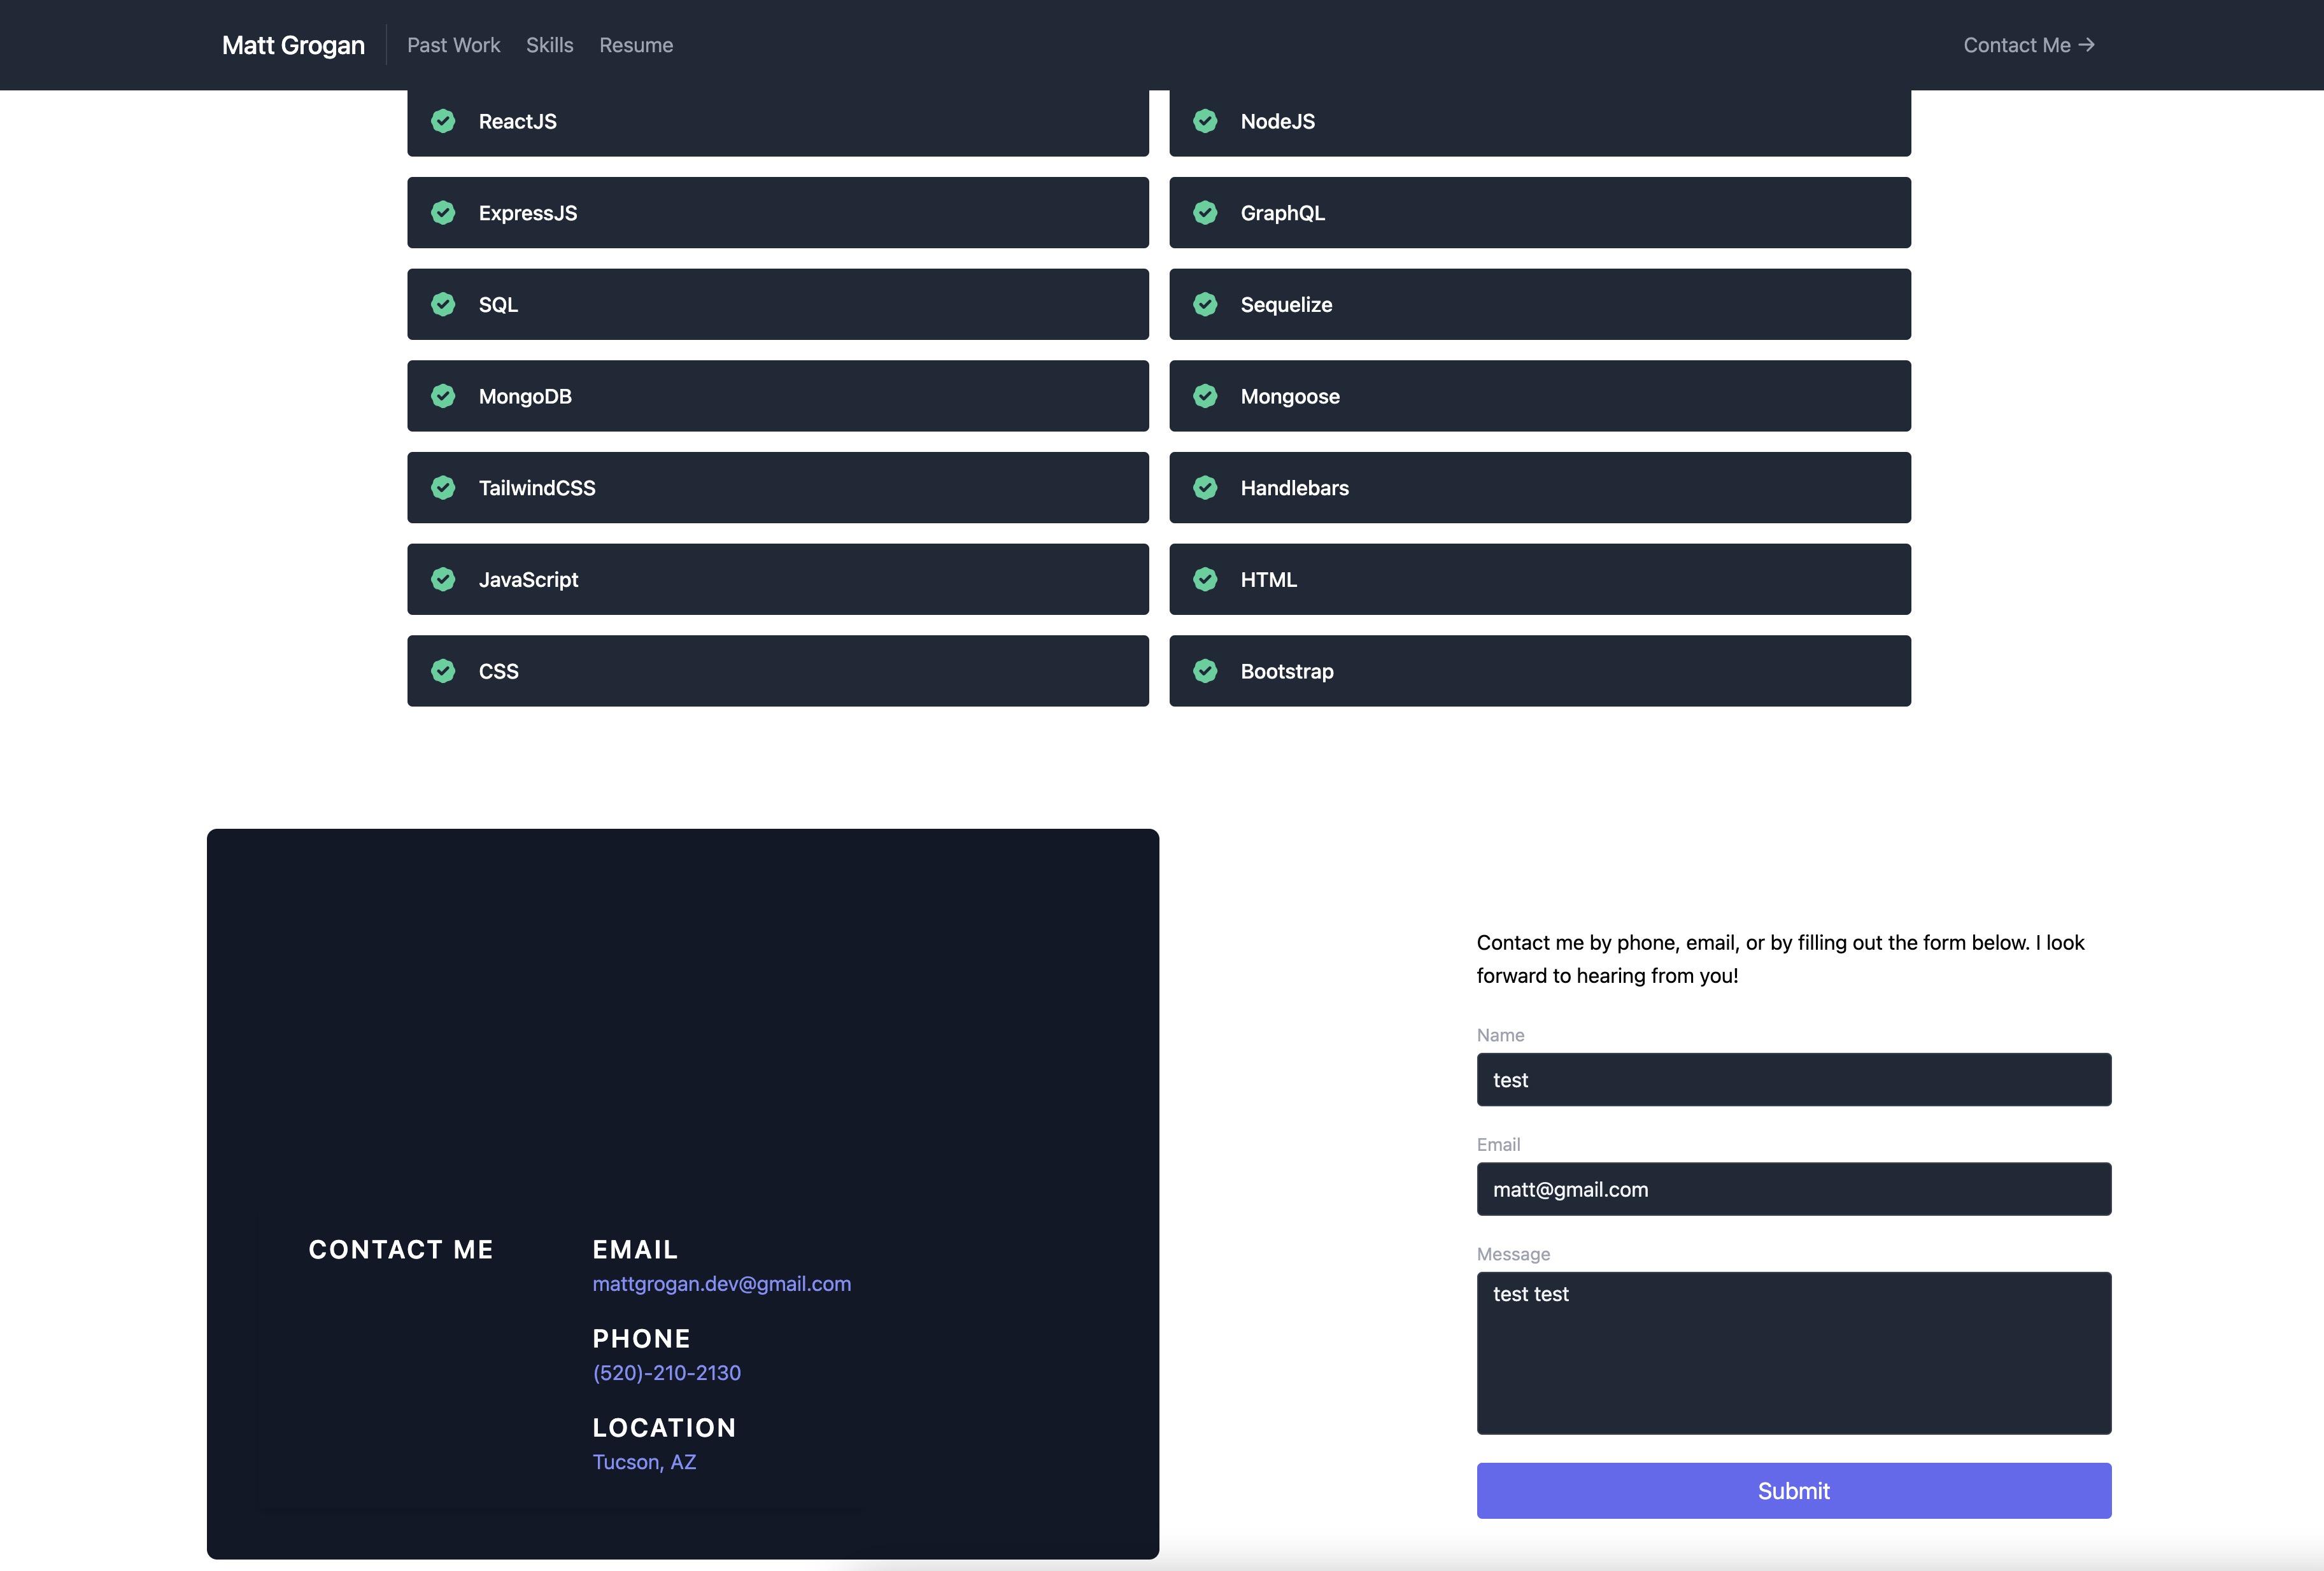 Matt Grogan
Past Work
Skills
Resume
Contact Me →
ReactJS
NodeJS
ExpressJS
GraphQL
SQL
Sequelize
MongoDB
Mongoose
TailwindCSS
Handlebars
JavaScript
HTML
CSS
Bootstrap
CONTACT ME
EMAIL
mattgrogan.dev@gmail.com
PHONE
(520)-210-2130
LOCATION
Tucson, AZ
Contact me by phone, email, or by filling out the form below. I look
forward to hearing from you!
Name
test
Email
matt@gmail.com
Message
test test
Submit